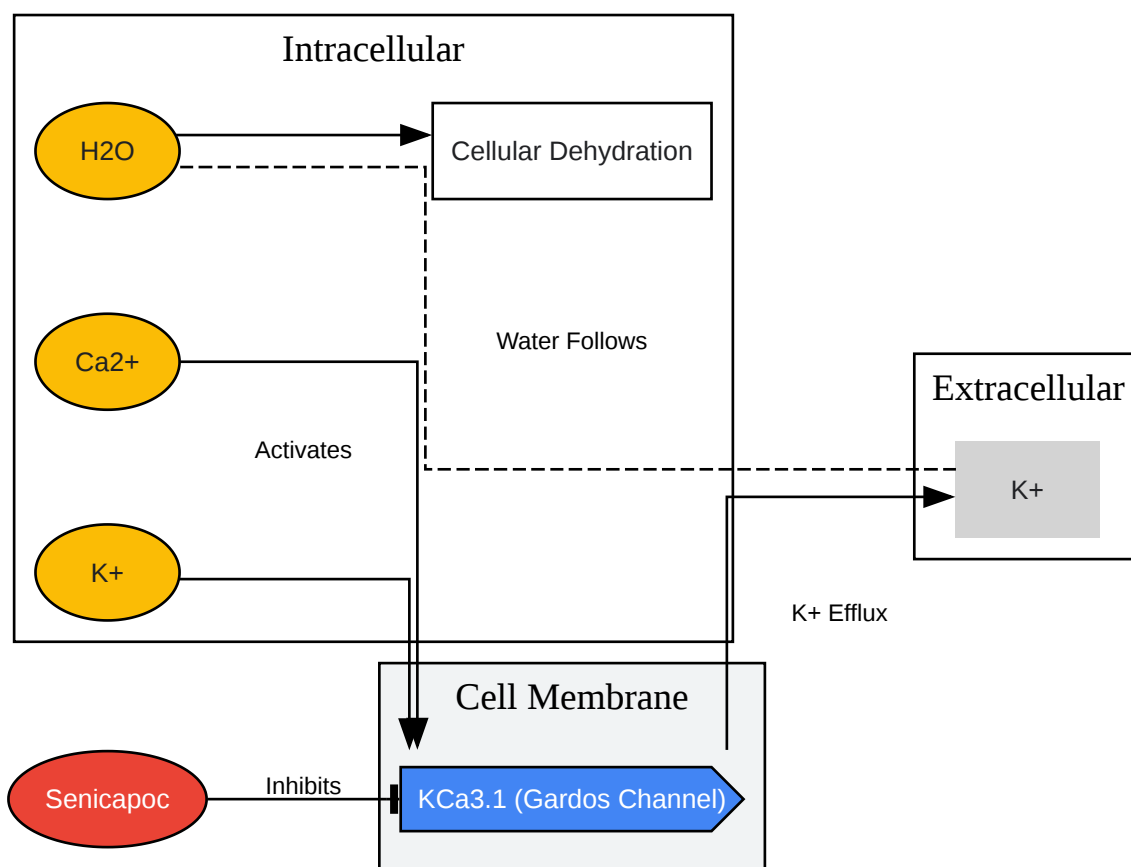 Intracellular
H2O
Cellular Dehydration
Ca2+
Water Follows
Extracellular
Activates
K+
K+
K+ Efflux
Cell Membrane
Senicapoc
Inhibits
KCa3.1 (Gardos Channel)